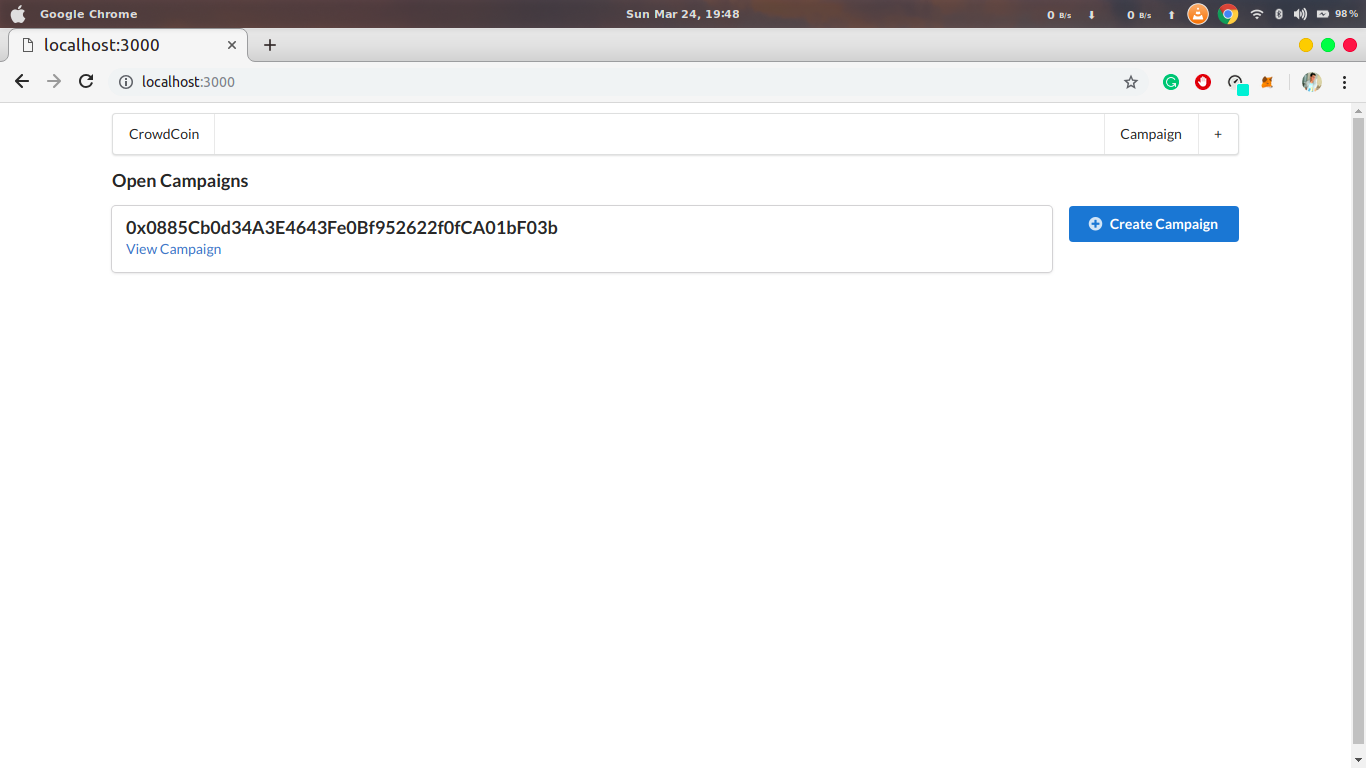 Google Chrome Sun Mar 24, 19:48 0 B/s 0 B/s 98%
localhost:3000
localhost:3000
CrowdCoin Campaign +
Open Campaigns
0x0885Cb0d34A3E4643Fe0Bf952622f0fCA01bF03b
View Campaign
Create Campaign